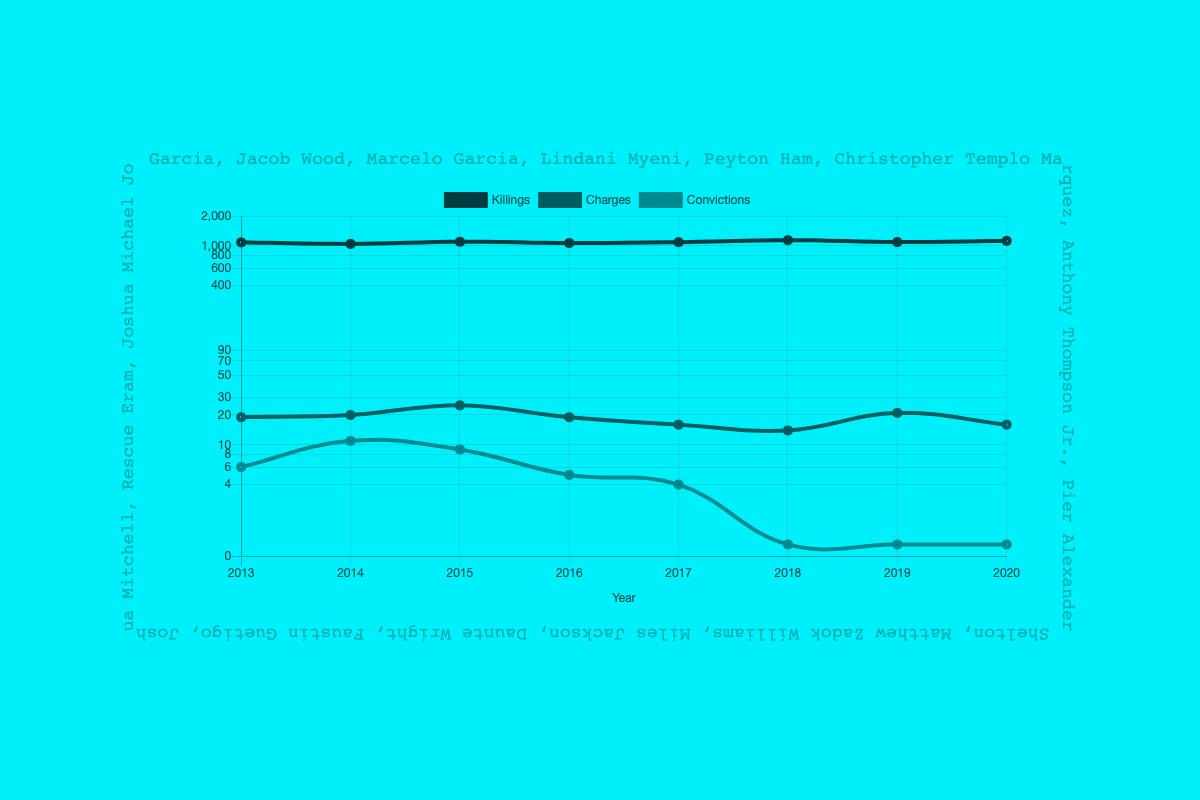 Garcia, Jacob Wood, Marcelo Garcia, Lindani Myeni, Peyton Ham, Christopher Templo Ma
rquez, Anthony Thompson Jr., Pier Alexander
Shelton, Matthew Zadok Williams, Miles Jackson, Daunte Wright, Faustin Guetigo, Josh
ua Mitchell, Rescue Eram, Joshua Michael Jo
Killings
Charges
Convictions
2,000
1,000
800
600
400
90
70
50
30
20
10
8
6
4
0
2013
2014
2015
2016
2017
2018
2019
2020
Year